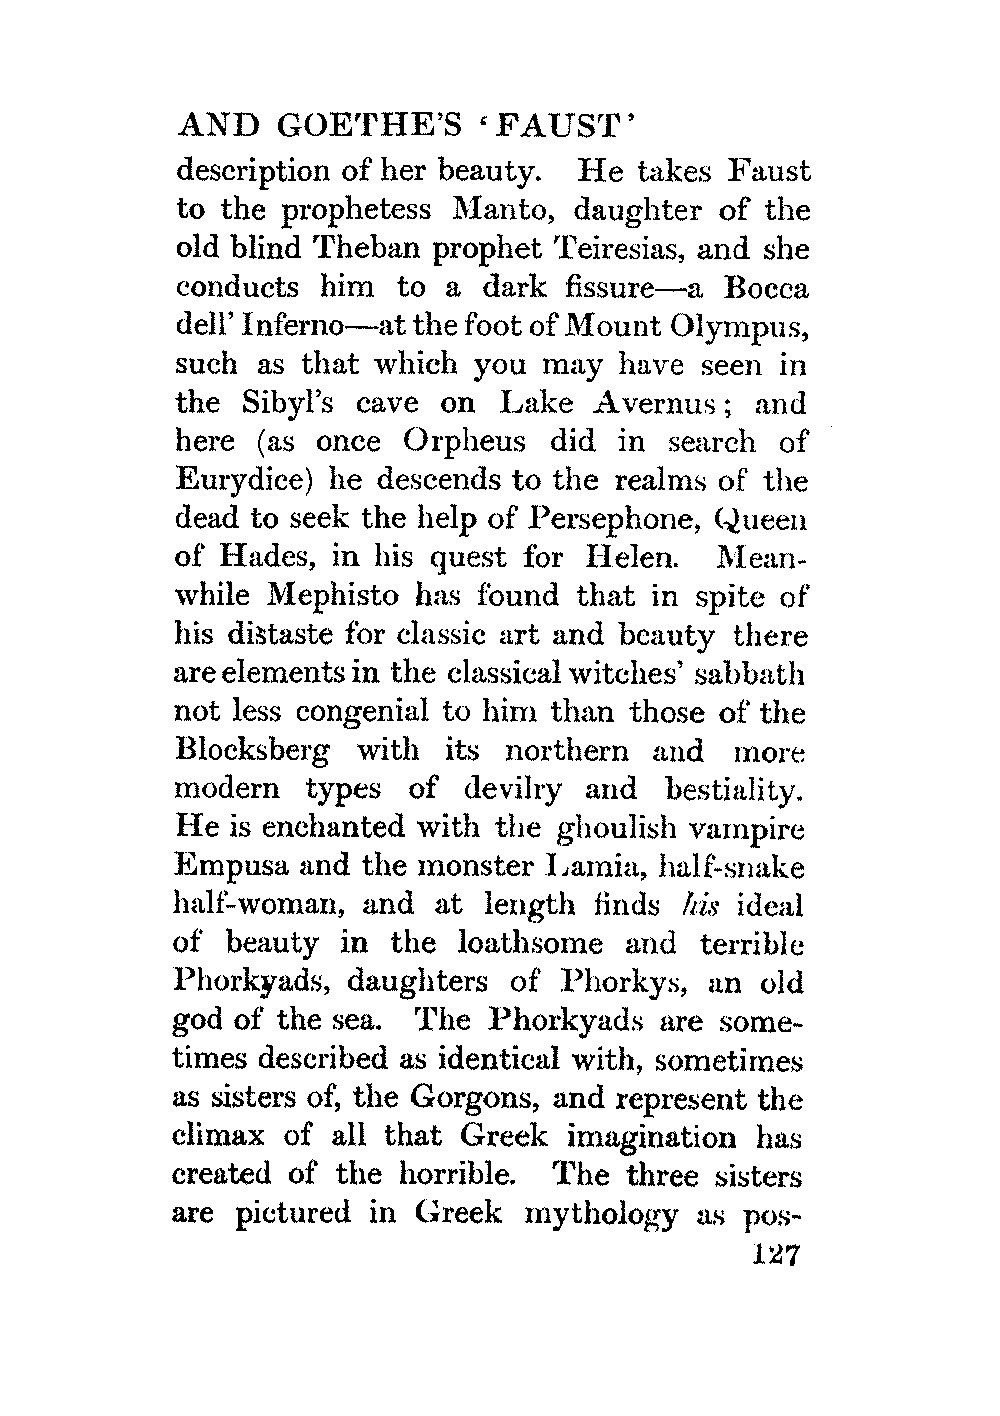 AND GOETHE'S ‘FAUST’
description of her beauty. He takes Faust
to the prophetess Manto, daughter of the
old blind Theban prophet Teiresias, and she
conducts him to a dark fissure—a Bocca
dell’ Inferno—at the foot of Mount Olympus,
such as that which you may have seen in
the Sibyl's cave on Lake Avernus; and
here (as once Orpheus did in search of
Eurydice) he descends to the realms of the
dead to seek the help of Persephone, Queen
of Hades, in his quest for Helen. Mean-
while Mephisto has found that in spite of
his distaste for classic art and beauty there
are elements in the classical witches’ sabbath
not less congenial to him than those of the
Blocksberg with its northern and more
modern types of devilry and bestiality.
He is enchanted with the ghoulish vampire
Empusa and the monster Lamia, half-snake
half-woman, and at length finds his ideal
of beauty in the loathsome and terrible
Phorkyads, daughters of Phorkys, an old
god of the sea. The Phorkyads are some-
times described as identical with, sometimes
as sisters of, the Gorgons, and represent the
climax of all that Greek imagination has
created of the horrible. The three sisters
are pictured in Greek mythology as pos-
127